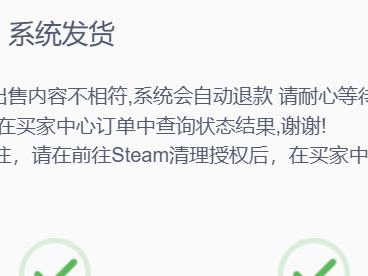 系统发货
出售内容不相符,系统会自动退款 请耐心等待
在买家中心订单中查询状态结果,谢谢!
注，请在前往Steam清理授权后，在买家中